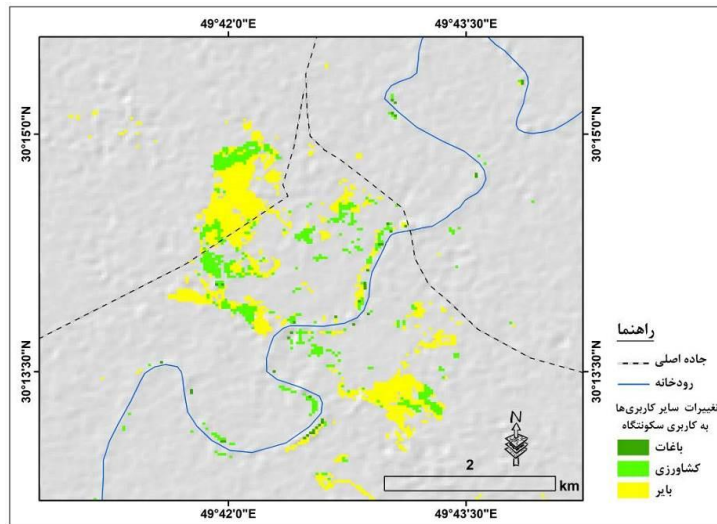 49°42'0"E
49°43'30"E
30°15'0"N
30°15'0"N
30°13'30"N
30°13'30"N
راهنما
جاده اصلی
رودخانه
تغییرات سایر کاربری‌ها
به کاربری سکونتگاه
باغات
کشاورزی
بایر
N
2
km
49°42'0"E
49°43'30"E